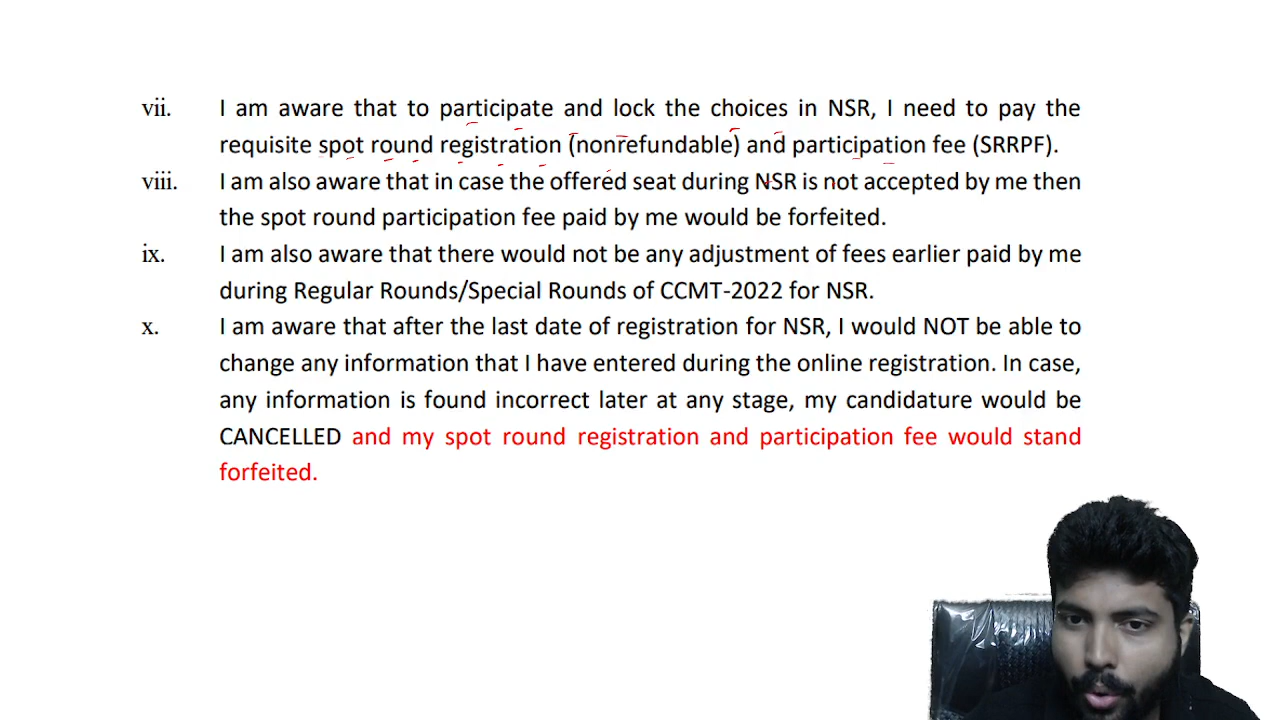 vii. I am aware that to participate and lock the choices in NSR, I need to pay the
requisite spot round registration (nonrefundable) and participation fee (SRRPF).
viii. I am also aware that in case the offered seat during NSR is not accepted by me then
the spot round participation fee paid by me would be forfeited.
ix. I am also aware that there would not be any adjustment of fees earlier paid by me
during Regular Rounds/Special Rounds of CCMT-2022 for NSR.
x. I am aware that after the last date of registration for NSR, I would NOT be able to
change any information that I have entered during the online registration. In case,
any information is found incorrect later at any stage, my candidature would be
CANCELLED and my spot round registration and participation fee would stand
forfeited.